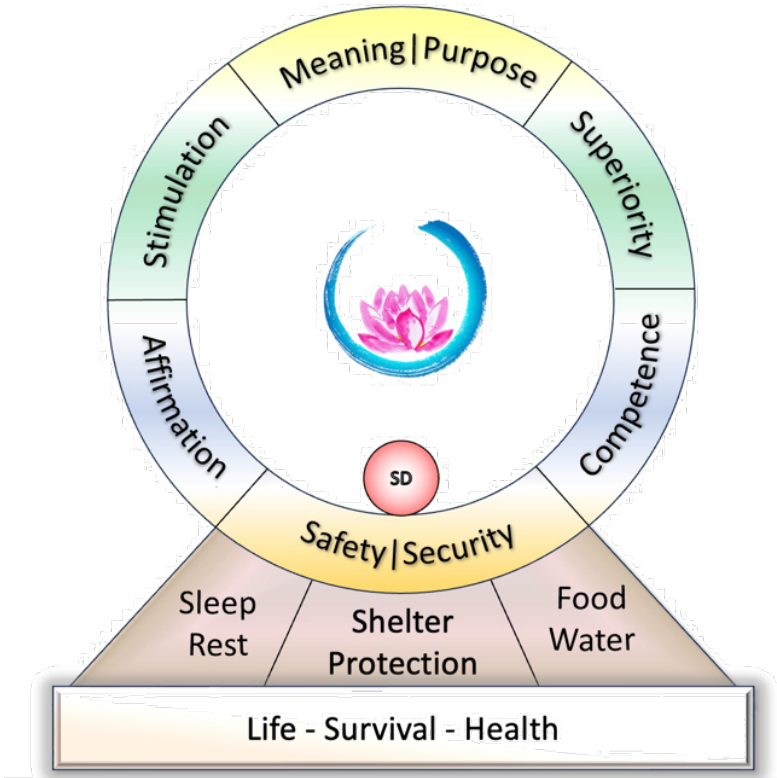 Meaning|Purpose
Stimulation
Superiority
Affirmation
Competence
SD
Safety|Security
Sleep
Rest
Shelter
Protection
Food
Water
Life - Survival - Health